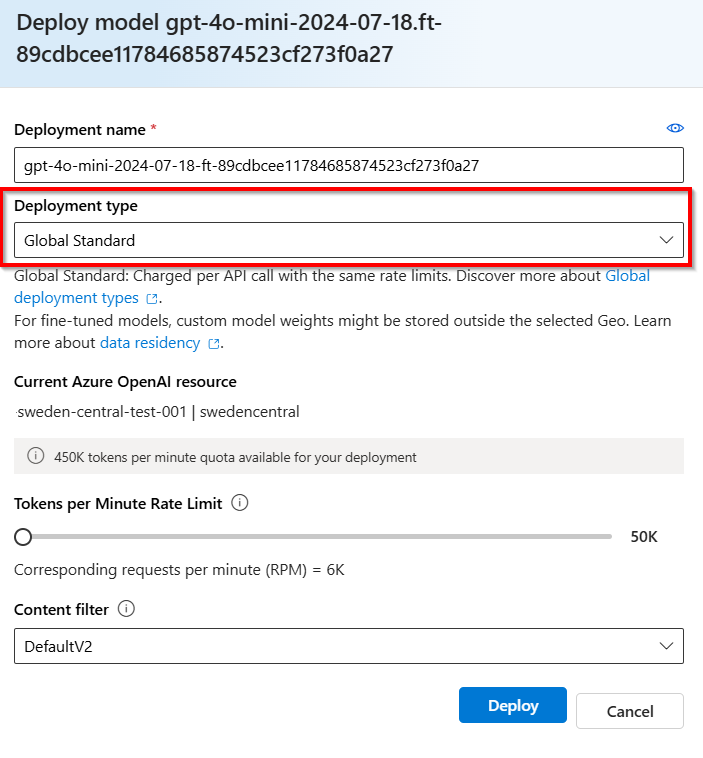 Deploy model gpt-4o-mini-2024-07-18.ft-
89cdbcee11784685874523cf273f0a27
Deployment name *
gpt-4o-mini-2024-07-18-ft-89cdbcee11784685874523cf273f0a27
Deployment type
Global Standard
Global Standard: Charged per API call with the same rate limits. Discover more about Global
deployment types.
For fine-tuned models, custom model weights might be stored outside the selected Geo. Learn
more about data residency.
Current Azure OpenAI resource
sweden-central-test-001 | swedencentral
450K tokens per minute quota available for your deployment
Tokens per Minute Rate Limit
50K
Corresponding requests per minute (RPM) = 6K
Content filter
DefaultV2
Deploy
Cancel